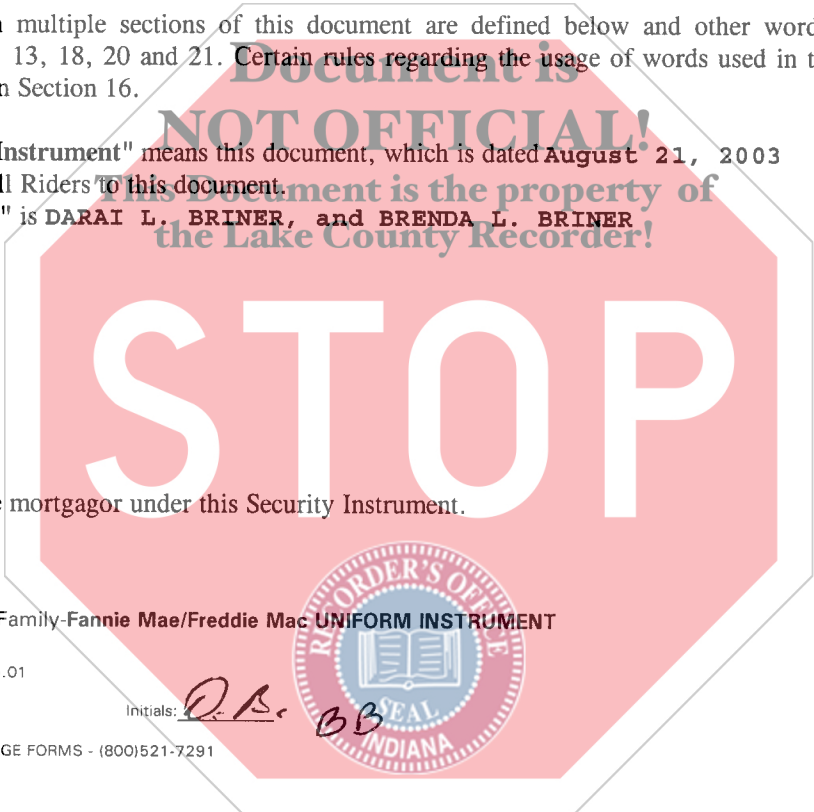 multiple sections of this document are defined below and other word
13, 18, 20 and 21. Certain rules regarding the usage of words used in t
n Section 16.
Document is
NOT OFFICIAL!
Instrument" means this document, which is dated August 21, 2003
ll Riders to this document.
This Document is the property of
" is DARAI L. BRINER, and BRENDA L. BRINER
the Lake County Recorder!
STOP
mortgagor under this Security Instrument.
RECORDER'S OFFICE
SEAL
INDIANA
Family-Fannie Mae/Freddie Mac UNIFORM INSTRUMENT
.01
Initials: D. B. BB
GE FORMS - (800)521-7291